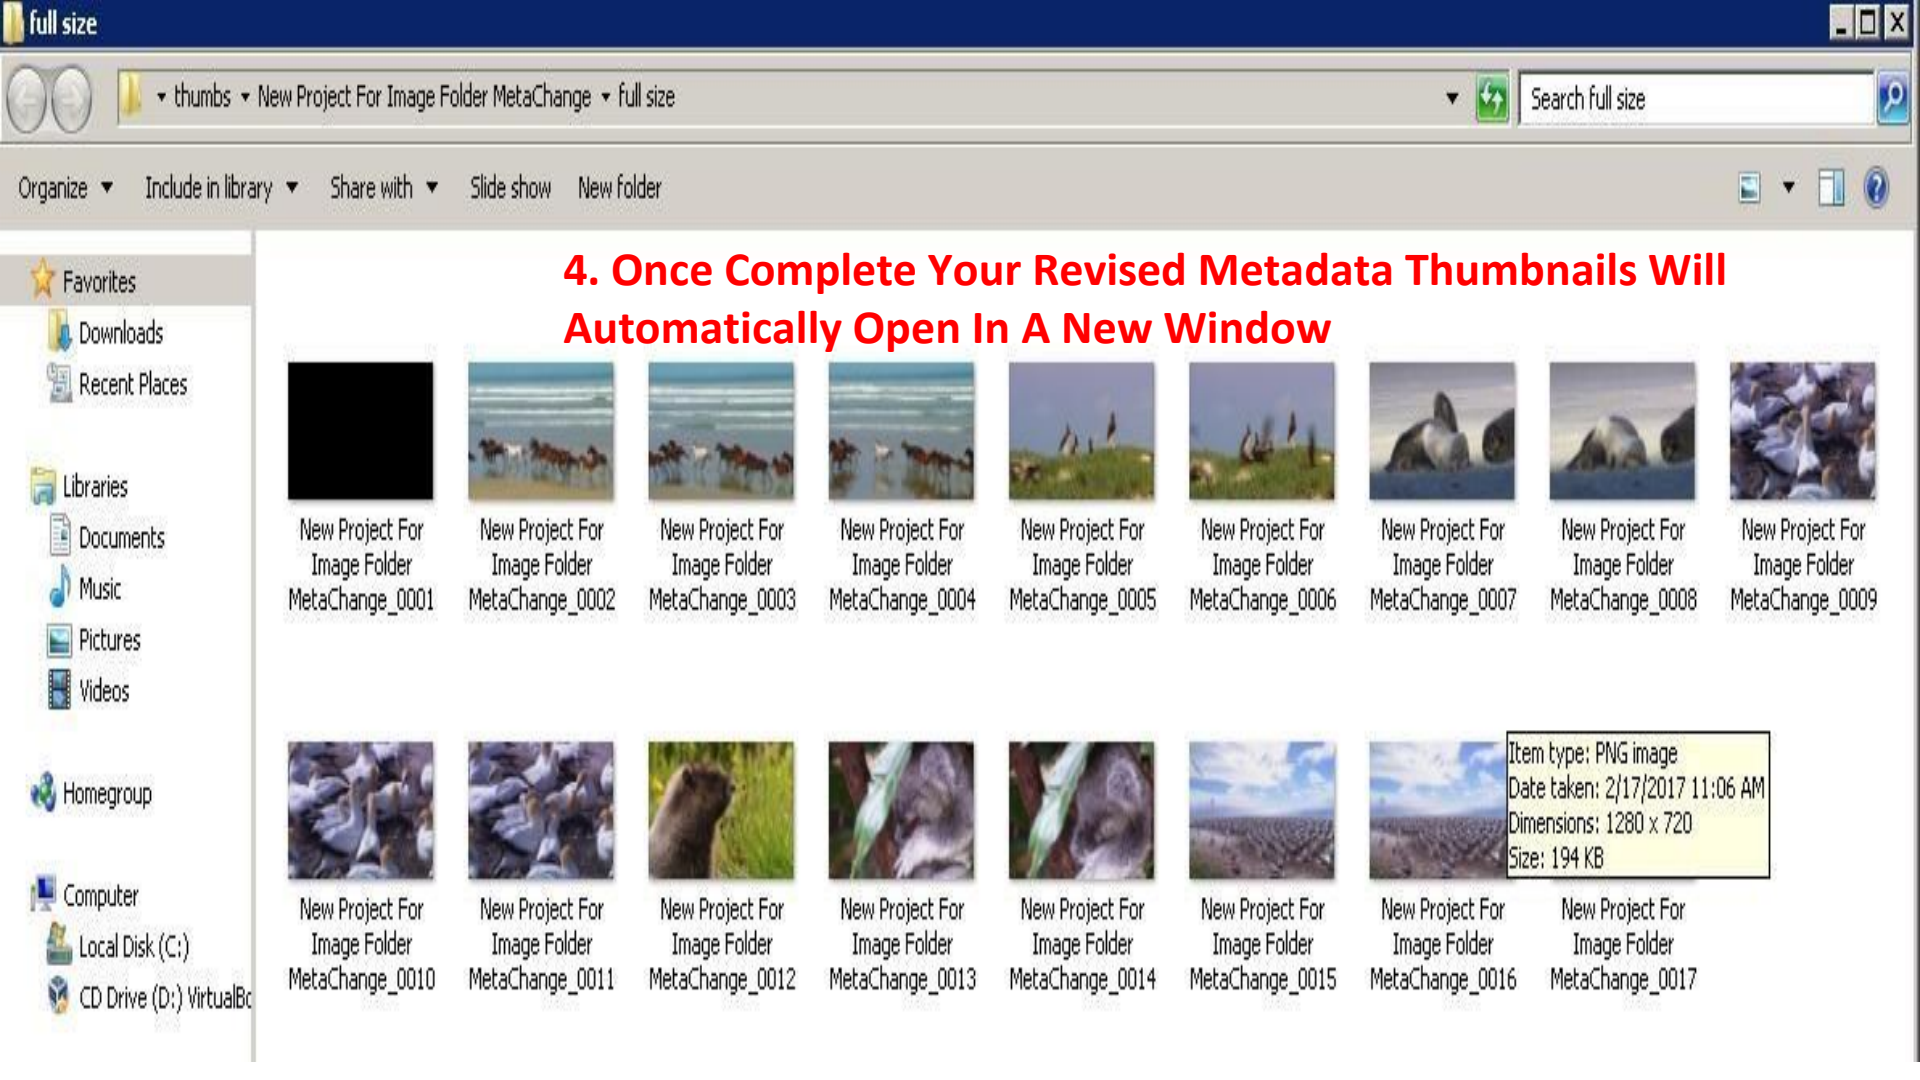 full size
thumbs New Project For Image Folder MetaChange full size
Search full size
Organize Include in library Share with Slide show New folder
4. Once Complete Your Revised Metadata Thumbnails Will
Automatically Open In A New Window
Favorites
Downloads
Recent Places
Libraries
Documents
Music
Pictures
Videos
Homegroup
Computer
Local Disk (C:)
CD Drive (D:) VirtualBo
New Project For
Image Folder
MetaChange_0001
New Project For
Image Folder
MetaChange_0002
New Project For
Image Folder
MetaChange_0003
New Project For
Image Folder
MetaChange_0004
New Project For
Image Folder
MetaChange_0005
New Project For
Image Folder
MetaChange_0006
New Project For
Image Folder
MetaChange_0007
New Project For
Image Folder
MetaChange_0008
New Project For
Image Folder
MetaChange_0009
New Project For
Image Folder
MetaChange_0010
New Project For
Image Folder
MetaChange_0011
New Project For
Image Folder
MetaChange_0012
New Project For
Image Folder
MetaChange_0013
New Project For
Image Folder
MetaChange_0014
New Project For
Image Folder
MetaChange_0015
New Project For
Image Folder
MetaChange_0016
Item type: PNG image
Date taken: 2/17/2017 11:06 AM
Dimensions: 1280 x 720
Size: 194 KB
New Project For
Image Folder
MetaChange_0017